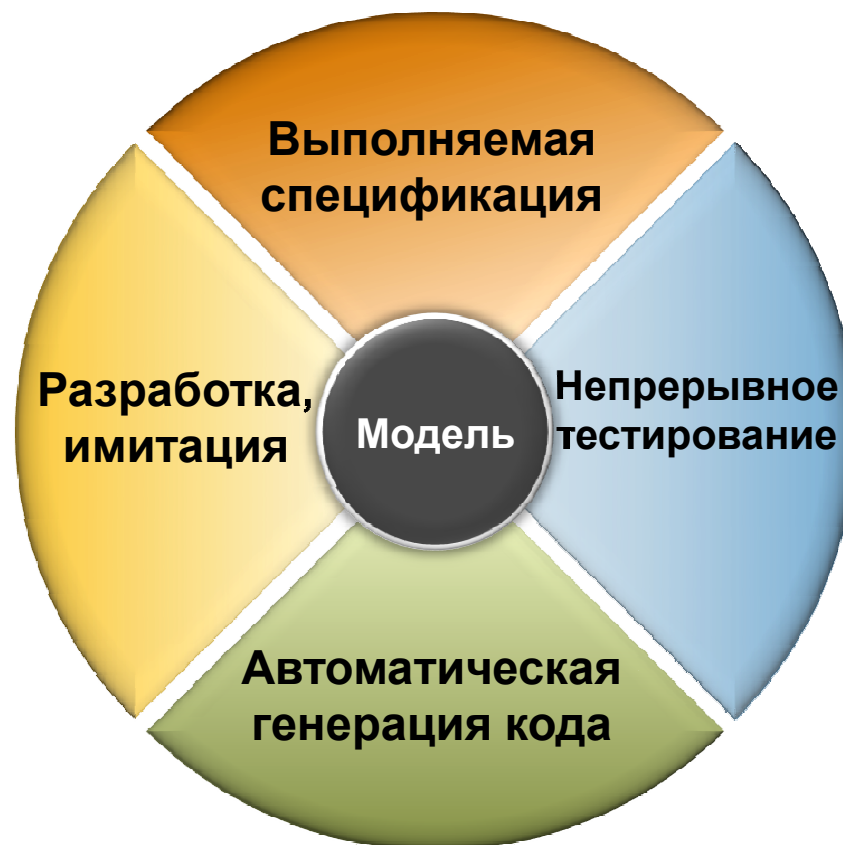 Выполняемая
спецификация
Разработка,
имитация
Модель
Непрерывное
тестирование
Автоматическая
генерация кода